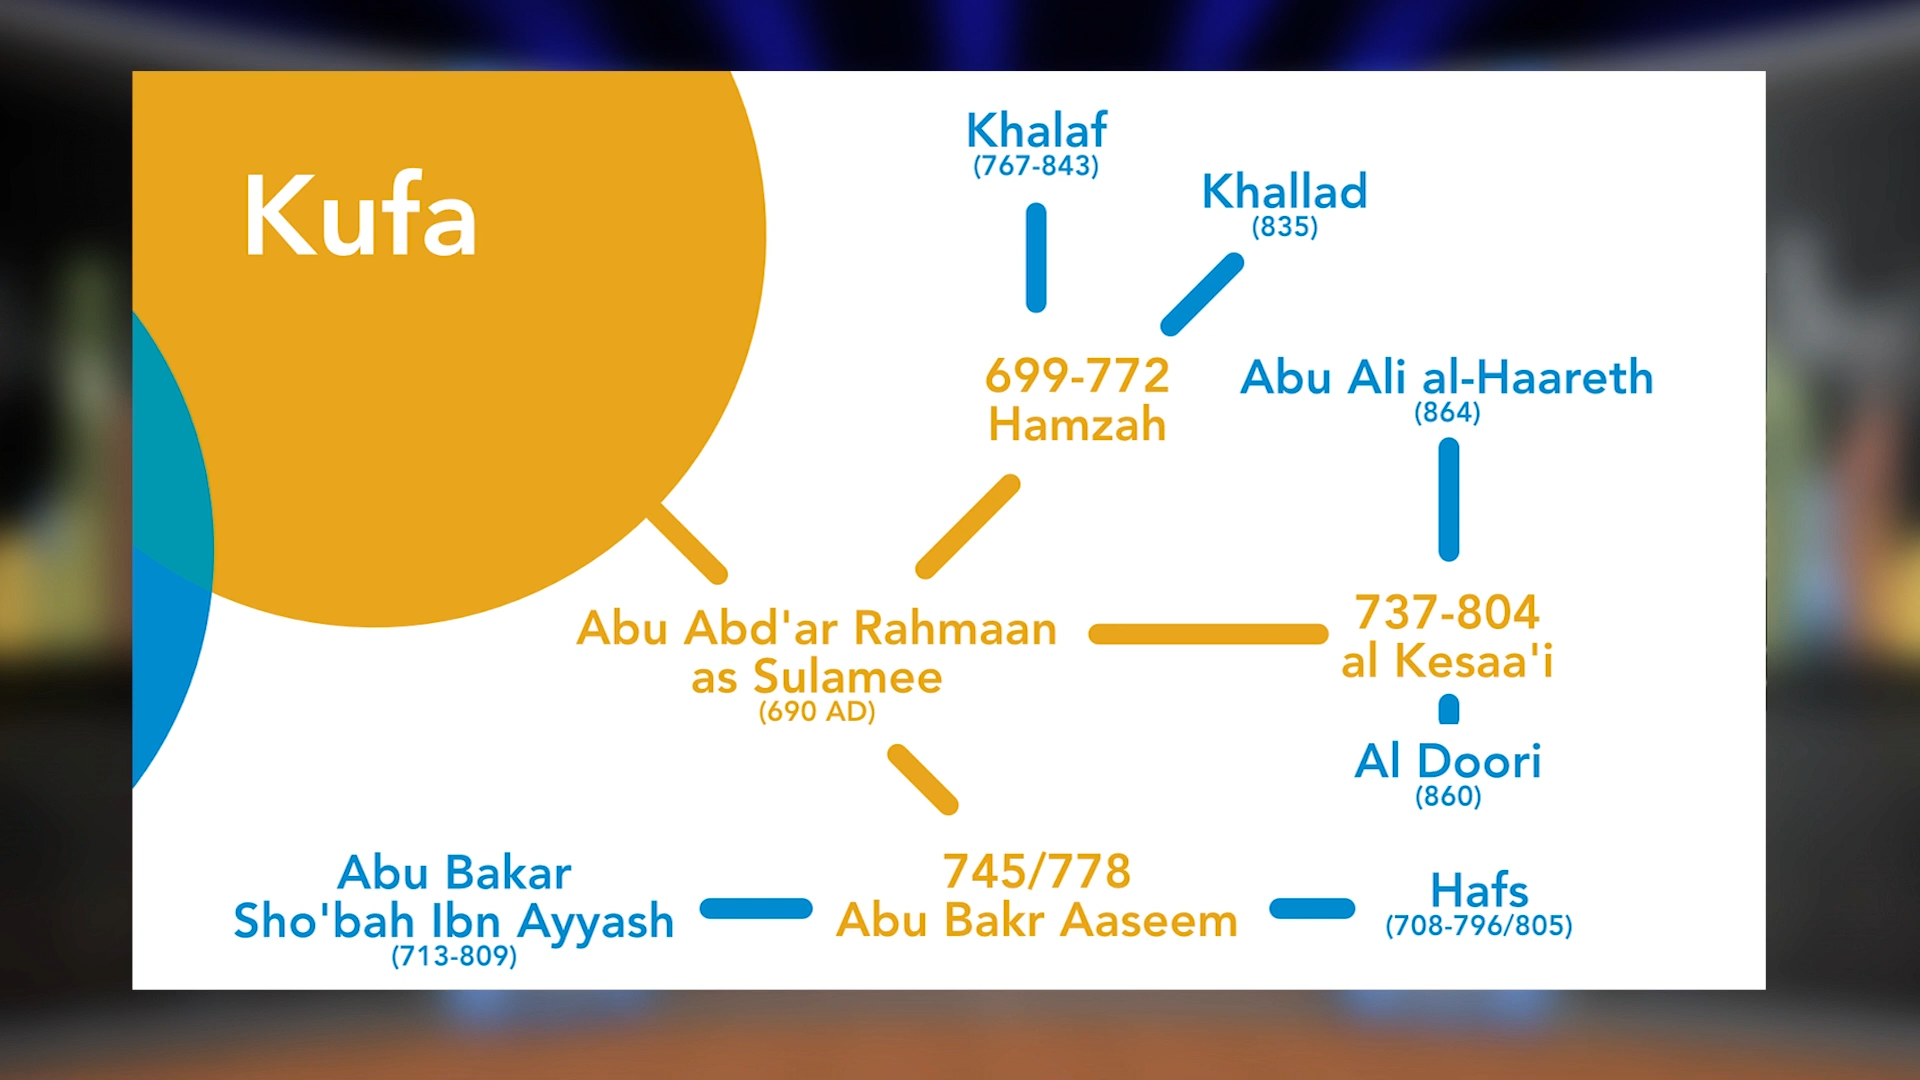 Kufa
Khalaf
(767-843)
Khallad
(835)
699-772
Hamzah
Abu Ali al-Haareth
(864)
Abu Abd'ar Rahmaan
as Sulamee
(690 AD)
737-804
al Kesaa'i
Al Doori
(860)
Abu Bakar
Sho'bah Ibn Ayyash
(713-809)
745/778
Abu Bakr Aaseem
Hafs
(708-796/805)